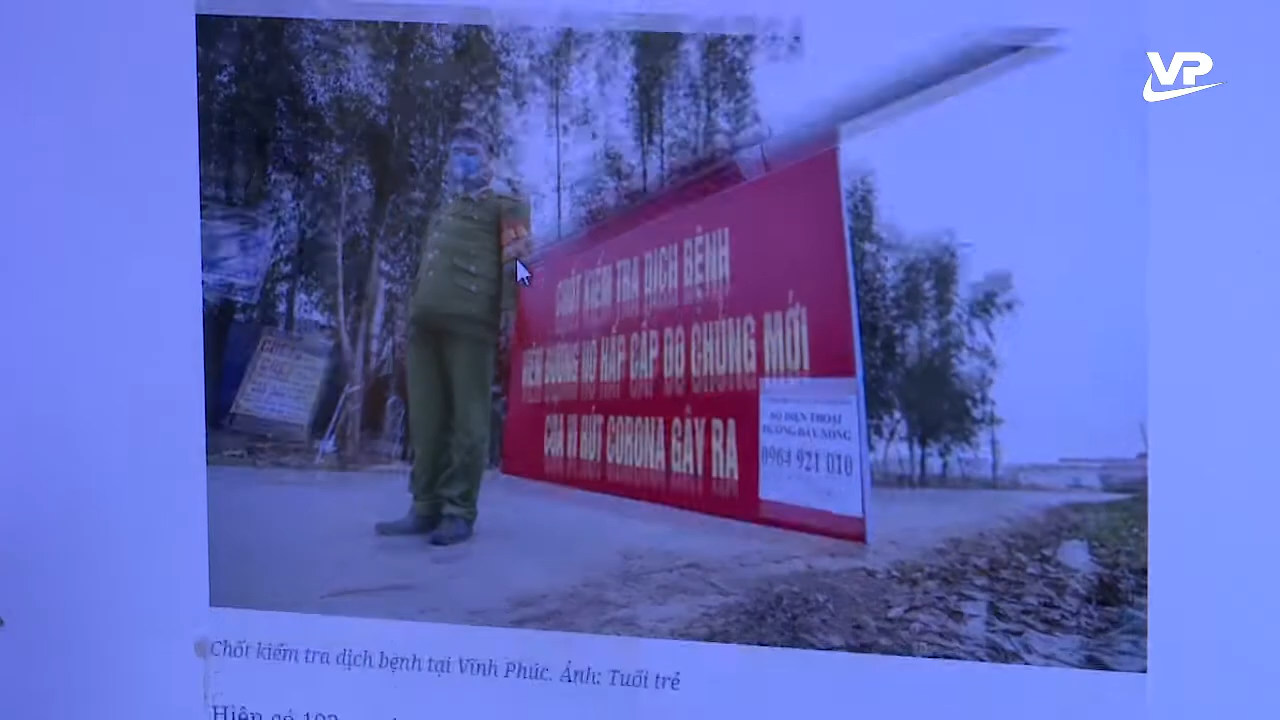 VP
CHỐT KIỂM TRA DỊCH BỆNH
VIÊM ĐƯỜNG HÔ HẤP CẤP DO CHỦNG MỚI
CỦA VI RÚT CORONA GÂY RA
SỐ ĐIỆN THOẠI
ĐƯỜNG DÂY NÓNG
0964 921 010
Chốt kiểm tra dịch bệnh tại Vĩnh Phúc. Ảnh: Tuổi trẻ
Hiện có